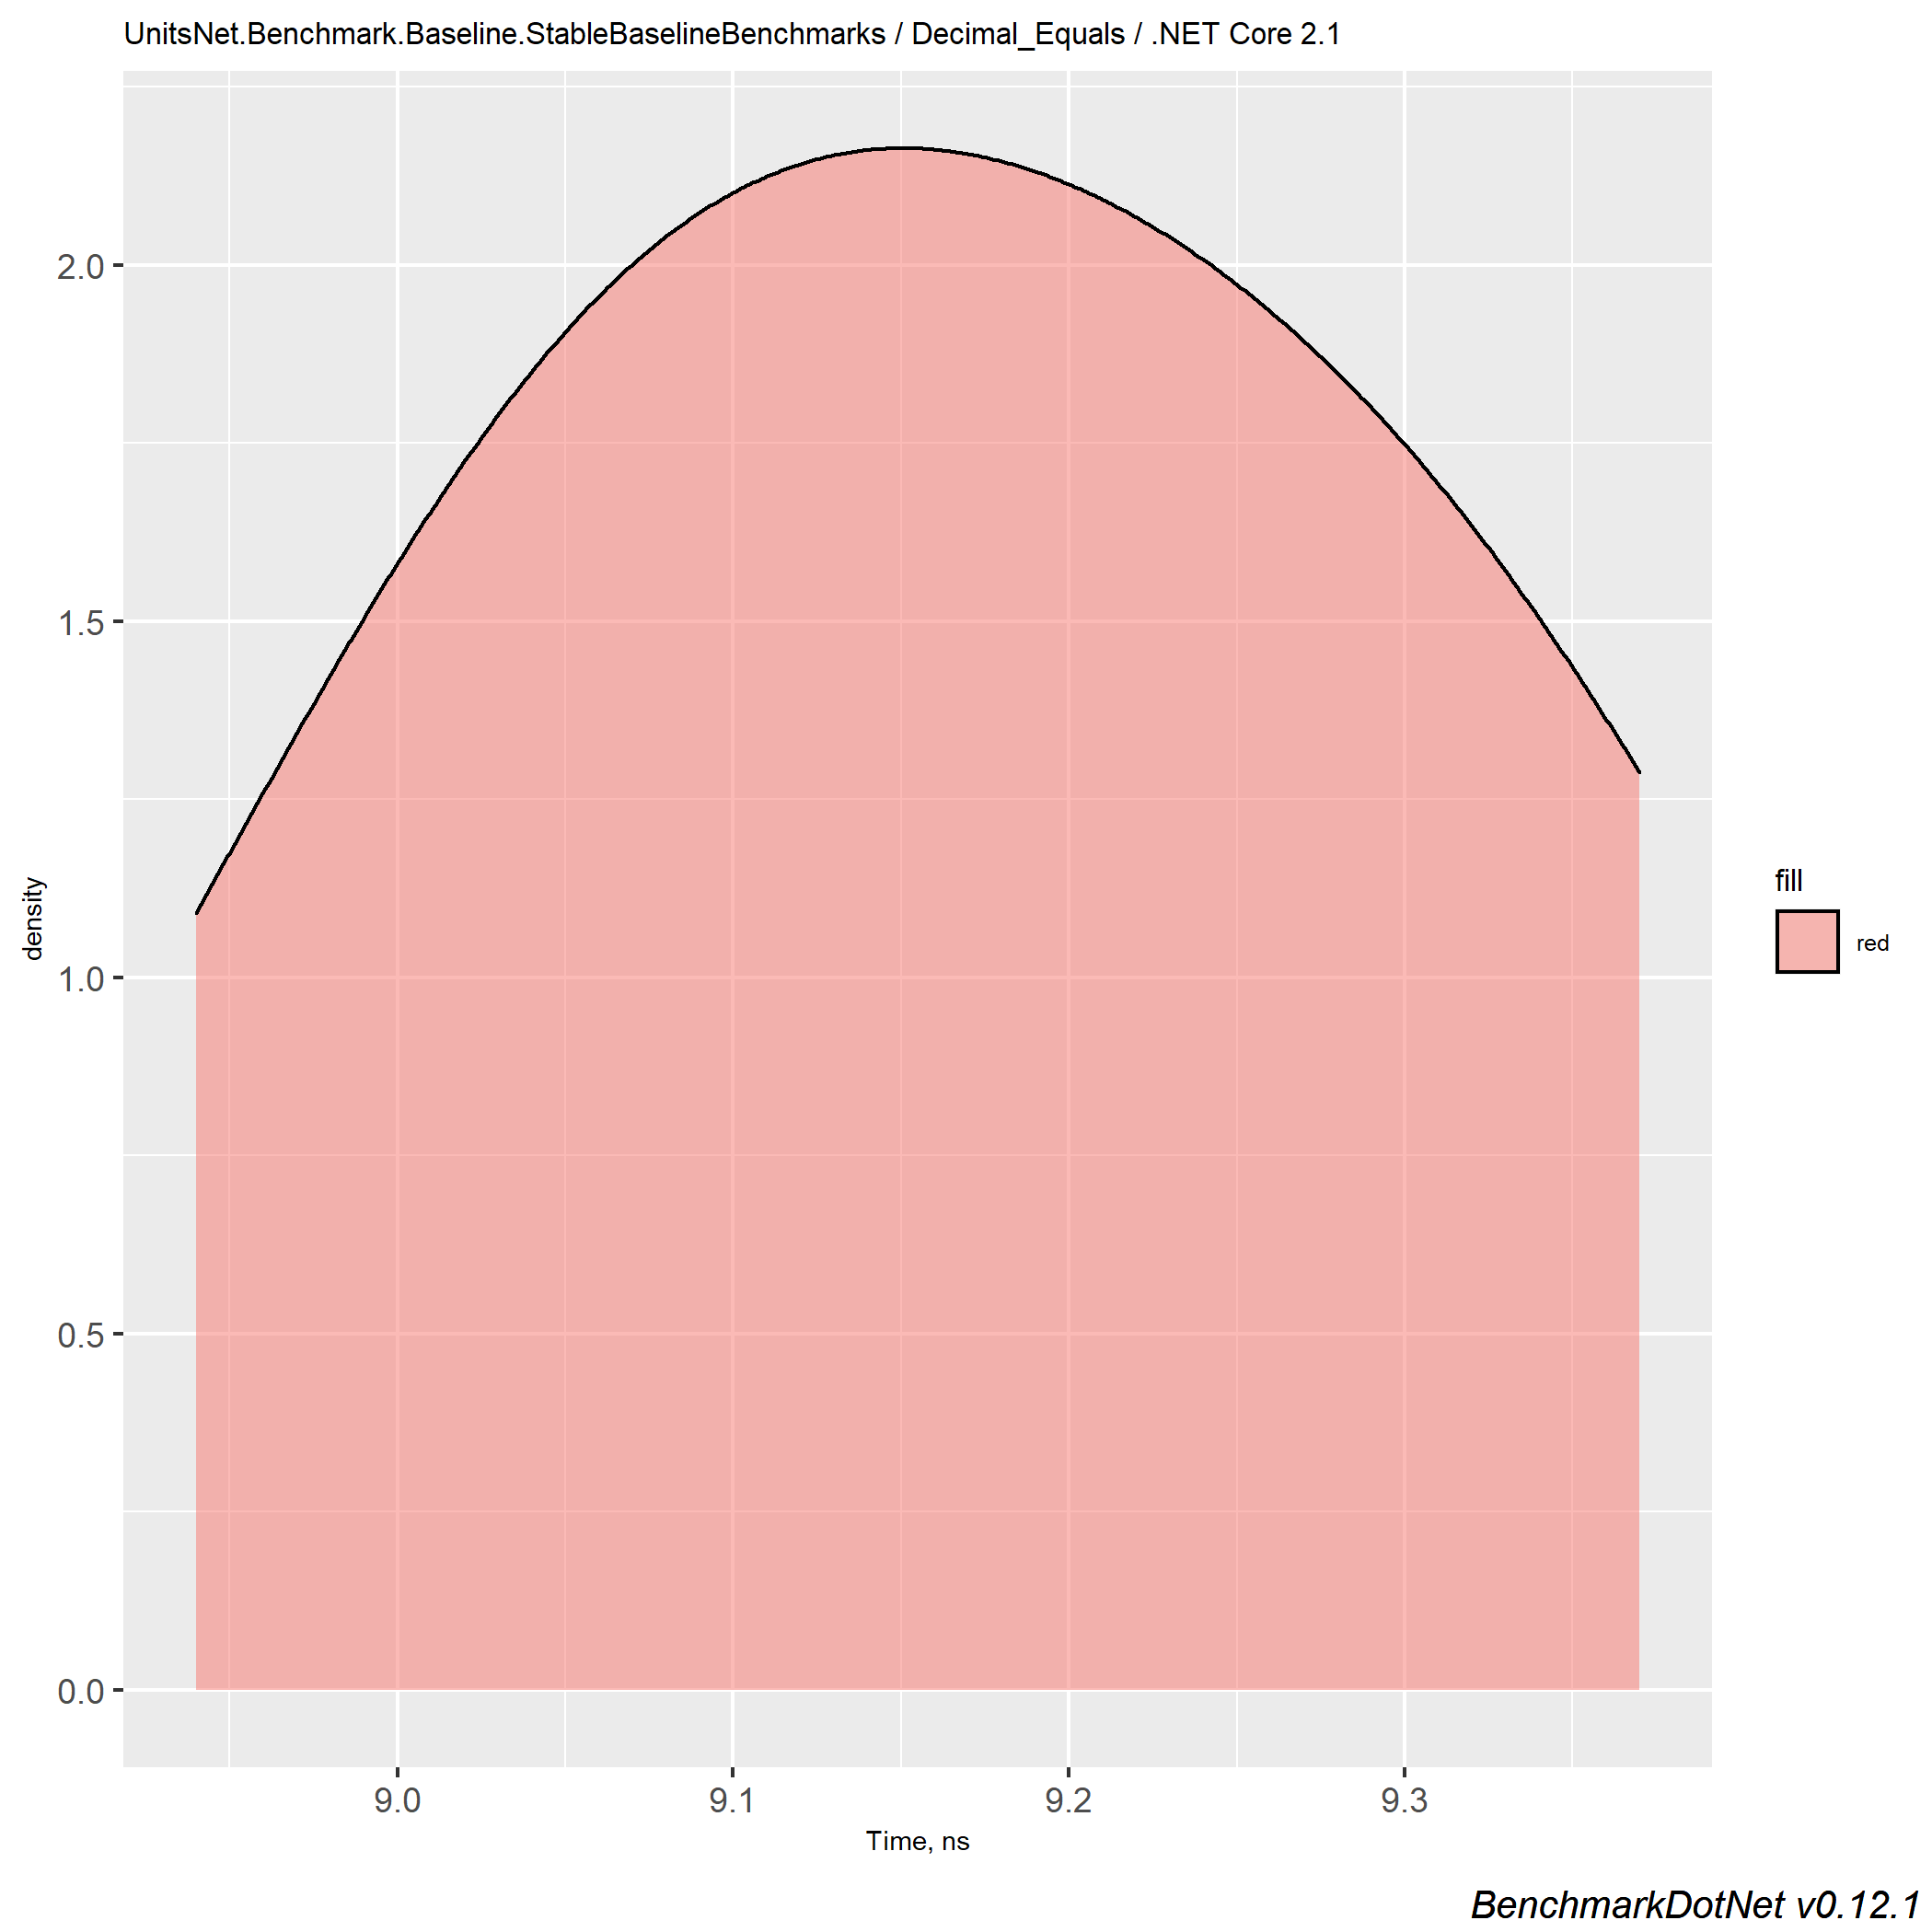 UnitsNet.Benchmark.Baseline.StableBaselineBenchmarks / Decimal_Equals / .NET Core 2.1
2.0
1.5
1.0
0.5
0.0
density
9.0 9.1 9.2 9.3
Time, ns
fill
red
BenchmarkDotNet v0.12.1